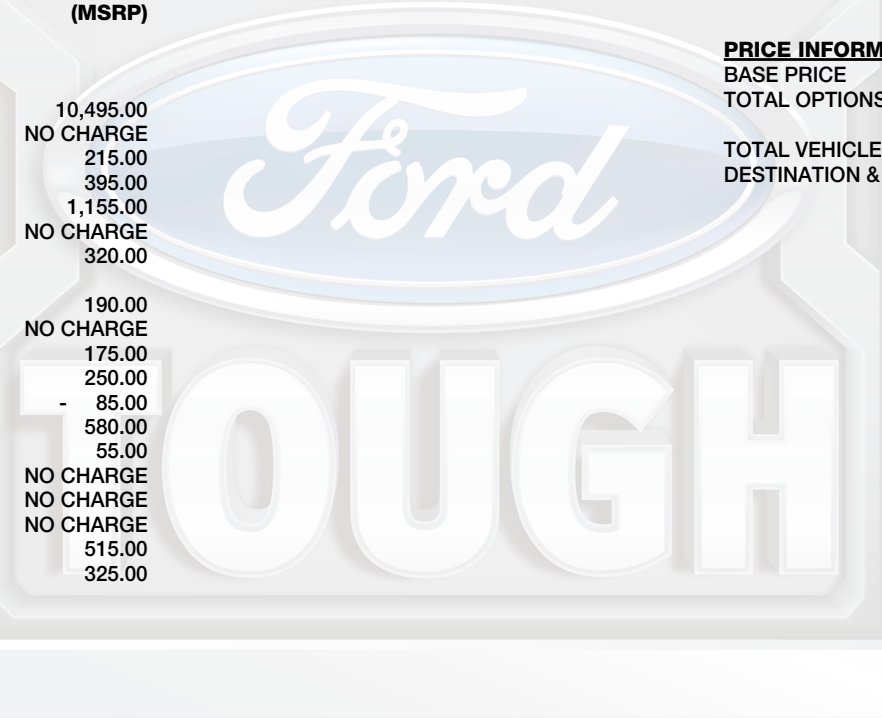 (MSRP)
10,495.00
NO CHARGE
215.00
395.00
1,155.00
NO CHARGE
320.00
190.00
NO CHARGE
175.00
250.00
- 85.00
580.00
55.00
NO CHARGE
NO CHARGE
NO CHARGE
515.00
325.00
PRICE INFORM
BASE PRICE
TOTAL OPTIONS
TOTAL VEHICLE
DESTINATION &
Ford
TOUGH